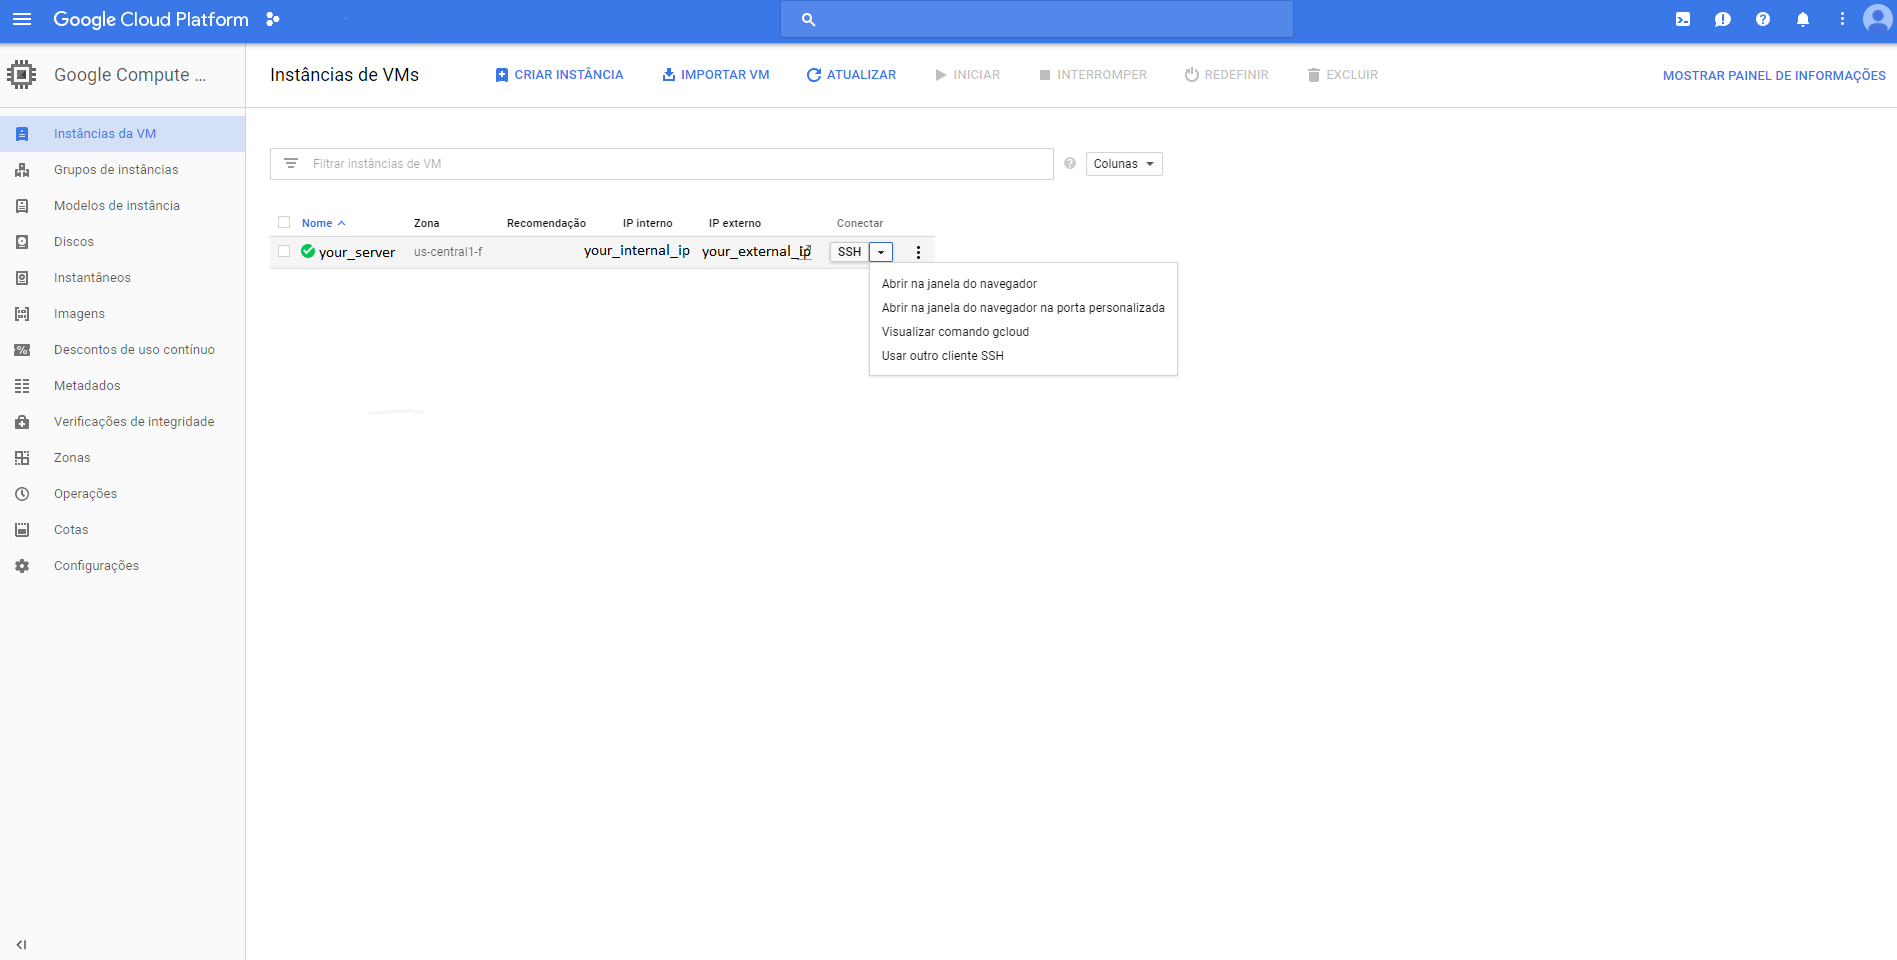 Google Cloud Platform
Google Compute ...
Instâncias de VMs
CRIAR INSTÂNCIA
IMPORTAR VM
ATUALIZAR
INICIAR
INTERROMPER
REDEFINIR
EXCLUIR
MOSTRAR PAINEL DE INFORMAÇÕES
Instâncias da VM
Grupos de instâncias
Modelos de instância
Discos
Instantâneos
Imagens
Descontos de uso contínuo
Metadados
Verificações de integridade
Zonas
Operações
Cotas
Configurações
Filtrar instâncias de VM
Colunas
Nome Zona Recomendação IP interno IP externo Conectar
your_server us-central1-f your_internal_ip your_external_ip SSH
Abrir na janela do navegador
Abrir na janela do navegador na porta personalizada
Visualizar comando gcloud
Usar outro cliente SSH